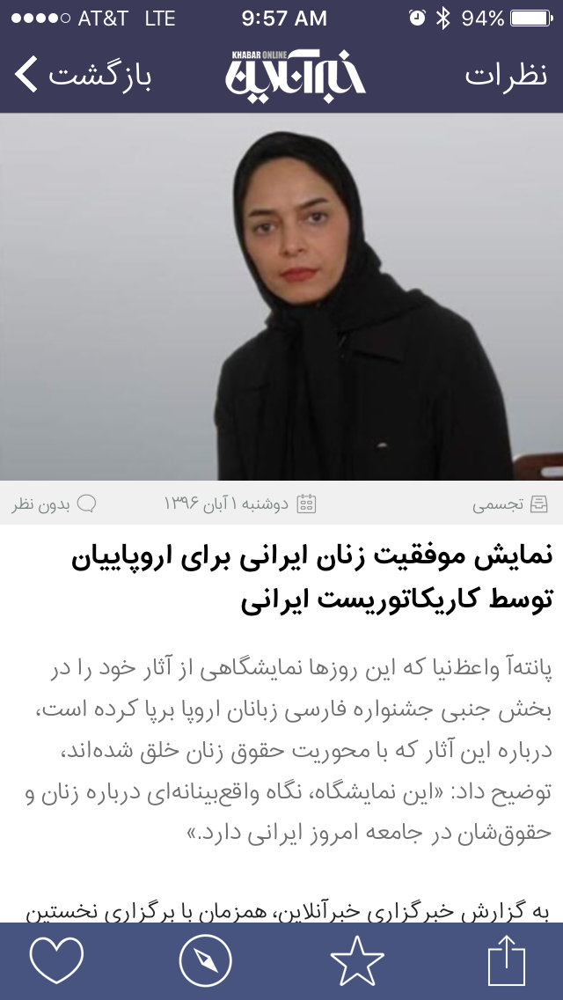 AT&T LTE 9:57 AM 94%
بازگشت
KHABAR ONLINE
خبرآنلاین
نظرات
تجسمی
دوشنبه ۱ آبان ۱۳۹۶
بدون نظر
نمایش موفقیت زنان ایرانی برای اروپاییان
توسط کاریکاتوریست ایرانی
پانته‌آ واعظ‌نیا که این روزها نمایشگاهی از آثار خود را در
بخش جنبی جشنواره فارسی زبانان اروپا برپا کرده است،
درباره این آثار که با محوریت حقوق زنان خلق شده‌اند،
توضیح داد: «این نمایشگاه، نگاه واقع‌بینانه‌ای درباره زنان و
حقوق‌شان در جامعه امروز ایرانی دارد.»
به گزارش خبرگزاری خبرآنلاین، همزمان با برگزاری نخستین